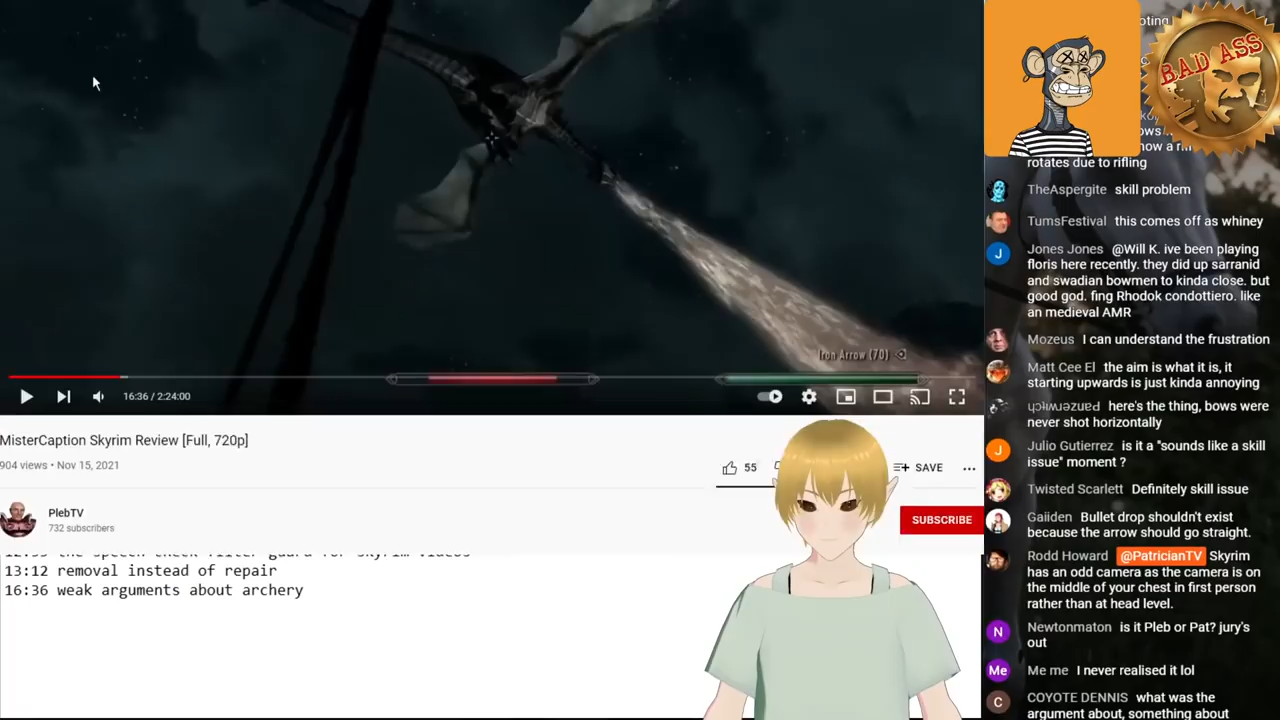 Iron Arrow (70)
16:36 / 2:24:00
MisterCaption Skyrim Review [Full, 720p]
904 views • Nov 15, 2021
55
SAVE
PlebTV
732 subscribers
SUBSCRIBE
the speech check filter guard for skyrim videos
13:12 removal instead of repair
16:36 weak arguments about archery
BAD ASS
rotates due to rifling
TheAspergite skill problem
TumsFestival this comes off as whiney
Jones Jones @Will K. ive been playing
floris here recently. they did up sarranid
and swadian bowmen to kinda close. but
good god. fing Rhodok condottiero. like
an medieval AMR
Mozeus I can understand the frustration
Matt Cee El the aim is what it is, it
starting upwards is just kinda annoying
here's the thing, bows were
never shot horizontally
Julio Gutierrez is it a "sounds like a skill
issue" moment ?
Twisted Scarlett Definitely skill issue
Gaiiden Bullet drop shouldn't exist
because the arrow should go straight.
Rodd Howard @PatricianTV Skyrim
has an odd camera as the camera is on
the middle of your chest in first person
rather than at head level.
Newtonmaton is it Pleb or Pat? jury's
out
Me me I never realised it lol
COYOTE DENNIS what was the
argument about, something about